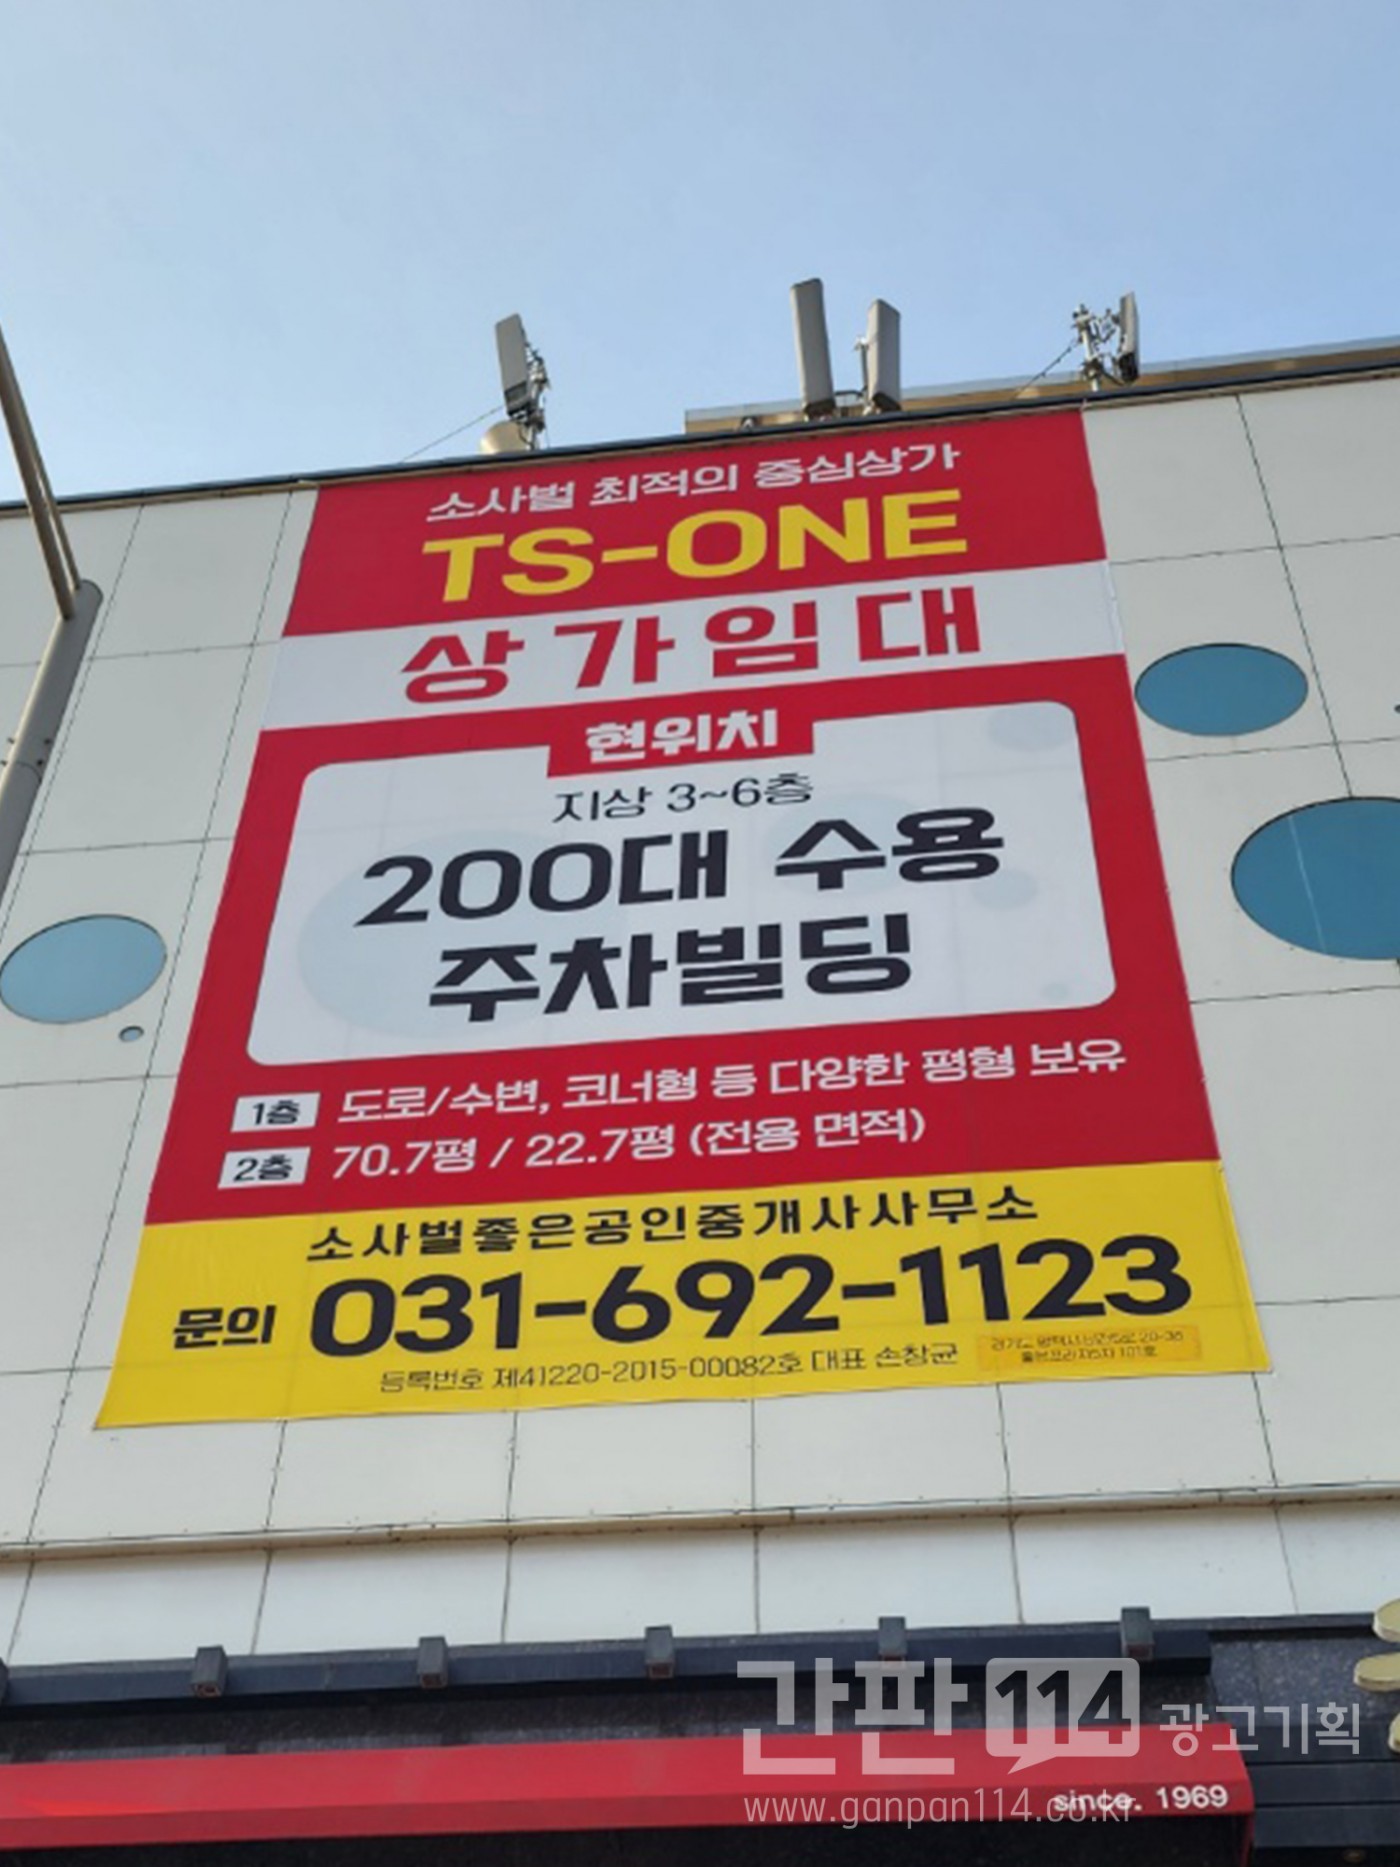 소사벌 최적의 중심상가
TS-ONE
상가임대
현위치
지상 3~6층
200대 수용
주차빌딩
1층 도로/수변, 코너형 등 다양한 평형 보유
2층 70.7평 / 22.7평 (전용 면적)
소사벌좋은공인중개사사무소
문의 031-692-1123
등록번호 제41220-2015-00082호 대표 손창균
간판 114 광고기획
www.ganpan114.co.kr
since. 1969